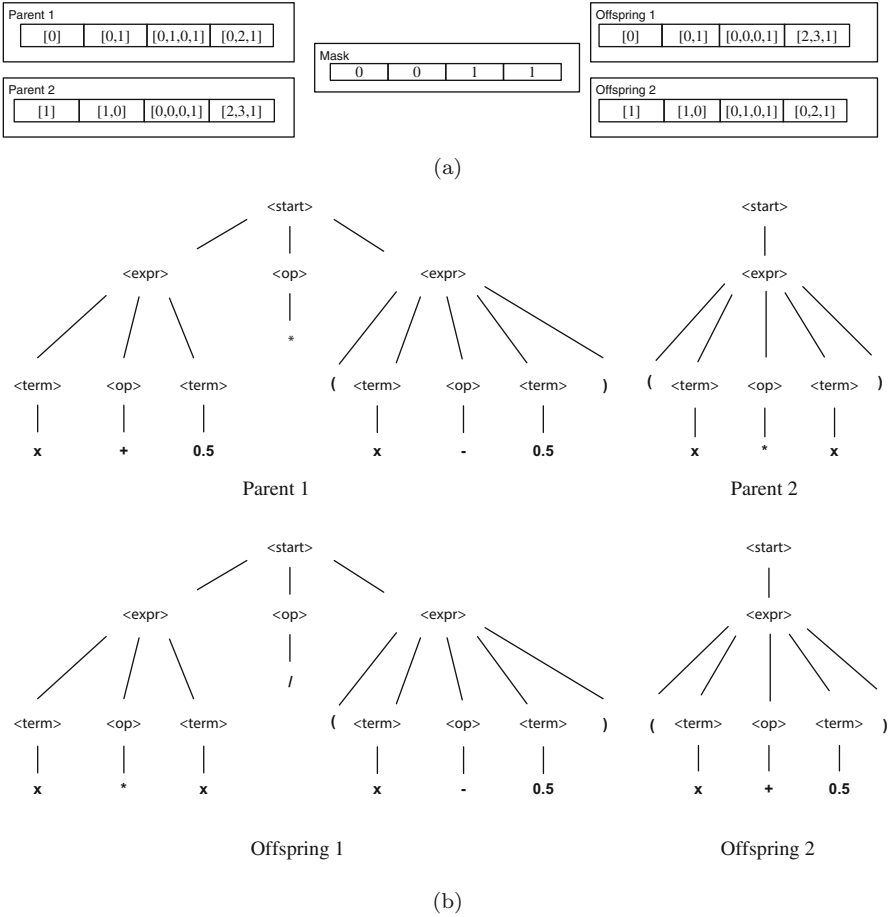 Parent 1
[0] [0,1] [0,1,0,1] [0,2,1]
Parent 2
[1] [1,0] [0,0,0,1] [2,3,1]
Mask
0 0 1 1
Offspring 1
[0] [0,1] [0,0,0,1] [2,3,1]
Offspring 2
[1] [1,0] [0,1,0,1] [0,2,1]
(a)
<start>
<expr> <op> <expr>
*
<term> <op> <term> ( <term> <op> <term> )
x + 0.5 x - 0.5
Parent 1
<start>
<expr>
( <term> <op> <term> )
x * x
Parent 2
<start>
<expr> <op> <expr>
/
<term> <op> <term> ( <term> <op> <term> )
x * x x - 0.5
Offspring 1
<start>
<expr>
( <term> <op> <term> )
x + 0.5
Offspring 2
(b)